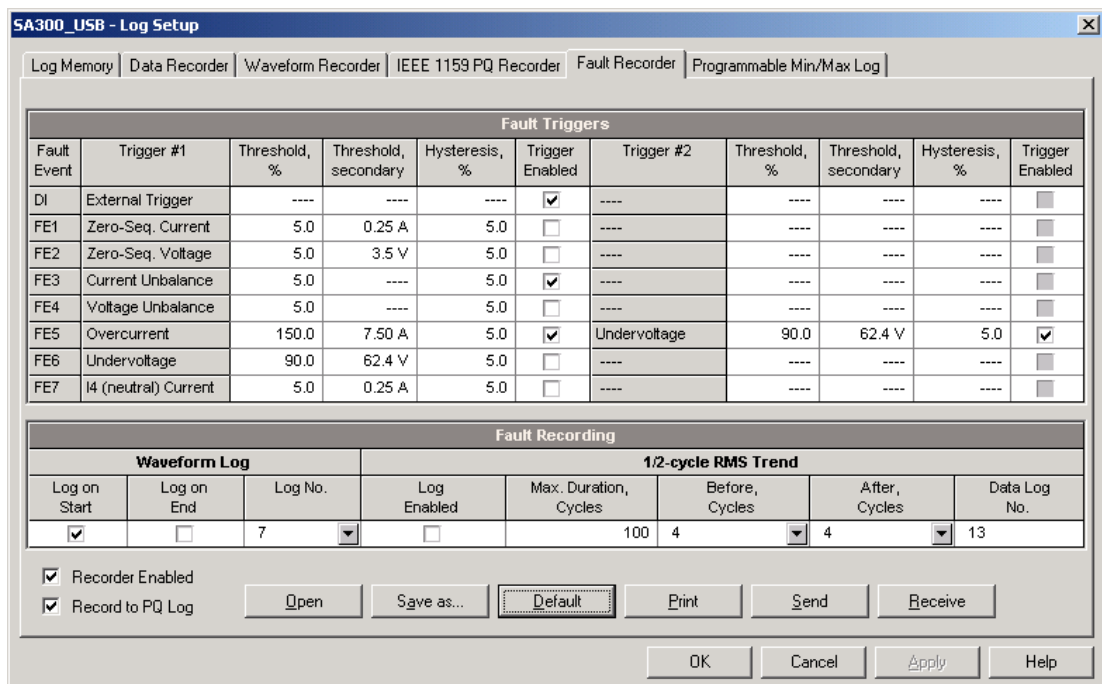 SA300_USB - Log Setup
Log Memory Data Recorder Waveform Recorder IEEE 1159 PQ Recorder Fault Recorder Programmable Min/Max Log
Fault Triggers
Fault Event Trigger #1 Threshold, % Threshold, secondary Hysteresis, % Trigger Enabled Trigger #2 Threshold, % Threshold, secondary Hysteresis, % Trigger Enabled
DI External Trigger ---- ---- ---- ---- ---- ---- ----
FE1 Zero-Seq. Current 5.0 0.25 A 5.0 ---- ---- ---- ----
FE2 Zero-Seq. Voltage 5.0 3.5 V 5.0 ---- ---- ---- ----
FE3 Current Unbalance 5.0 ---- 5.0 ---- ---- ---- ----
FE4 Voltage Unbalance 5.0 ---- 5.0 ---- ---- ---- ----
FE5 Overcurrent 150.0 7.50 A 5.0 Undervoltage 90.0 62.4 V 5.0
FE6 Undervoltage 90.0 62.4 V 5.0 ---- ---- ---- ----
FE7 I4 (neutral) Current 5.0 0.25 A 5.0 ---- ---- ---- ----
Fault Recording
Waveform Log 1/2-cycle RMS Trend
Log on Start Log on End Log No. Log Enabled Max. Duration, Cycles Before, Cycles After, Cycles Data Log No.
7 100 4 4 13
Recorder Enabled
Record to PQ Log
Open Save as... Default Print Send Receive
OK Cancel Apply Help